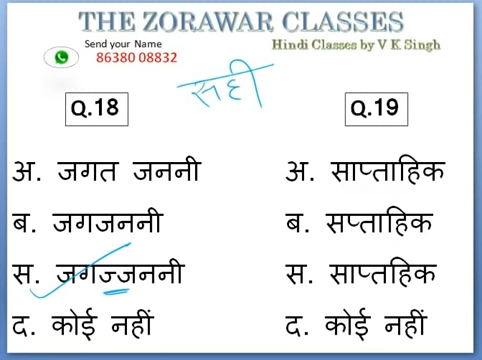 THE ZORAWAR CLASSES
Send your Name
86380 08832
Hindi Classes by V K Singh
सही
Q.18
अ. जगत जननी
ब. जगजननी
स. जगज्जननी
द. कोई नहीं
Q.19
अ. साप्ताहिक
ब. सप्ताहिक
स. साप्तहिक
द. कोई नहीं